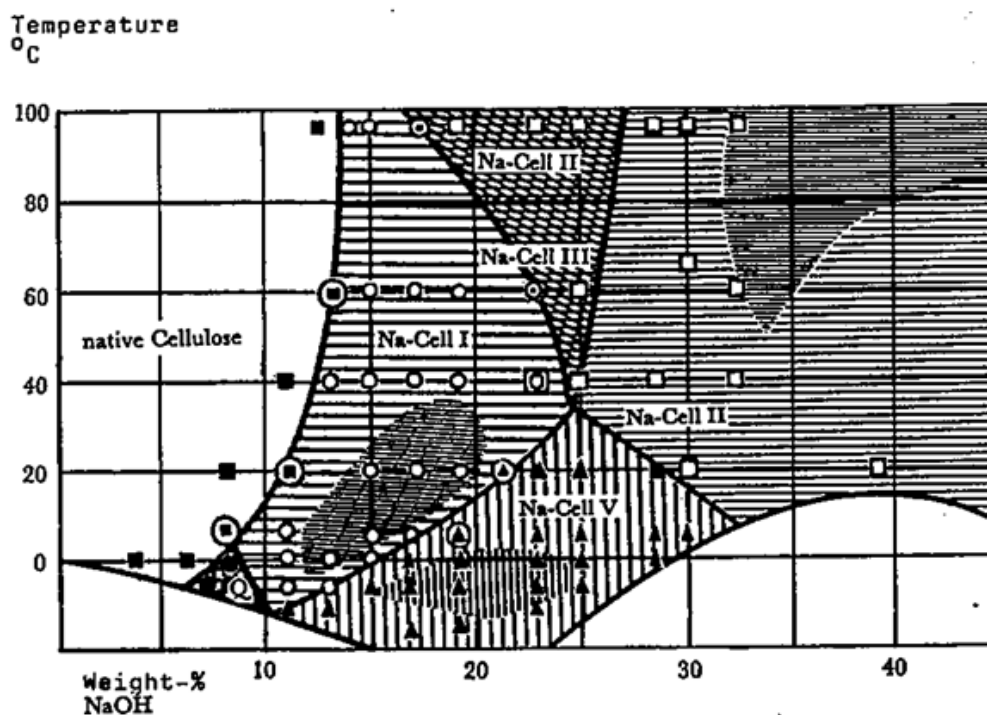 Temperature
°C
100
Na-Cell II
80
Na-Cell III
60
native Cellulose
Na-Cell I
40
Na-Cell II
20
Na-Cell V
0
Q
10
20
30
40
Weight-%
NaOH